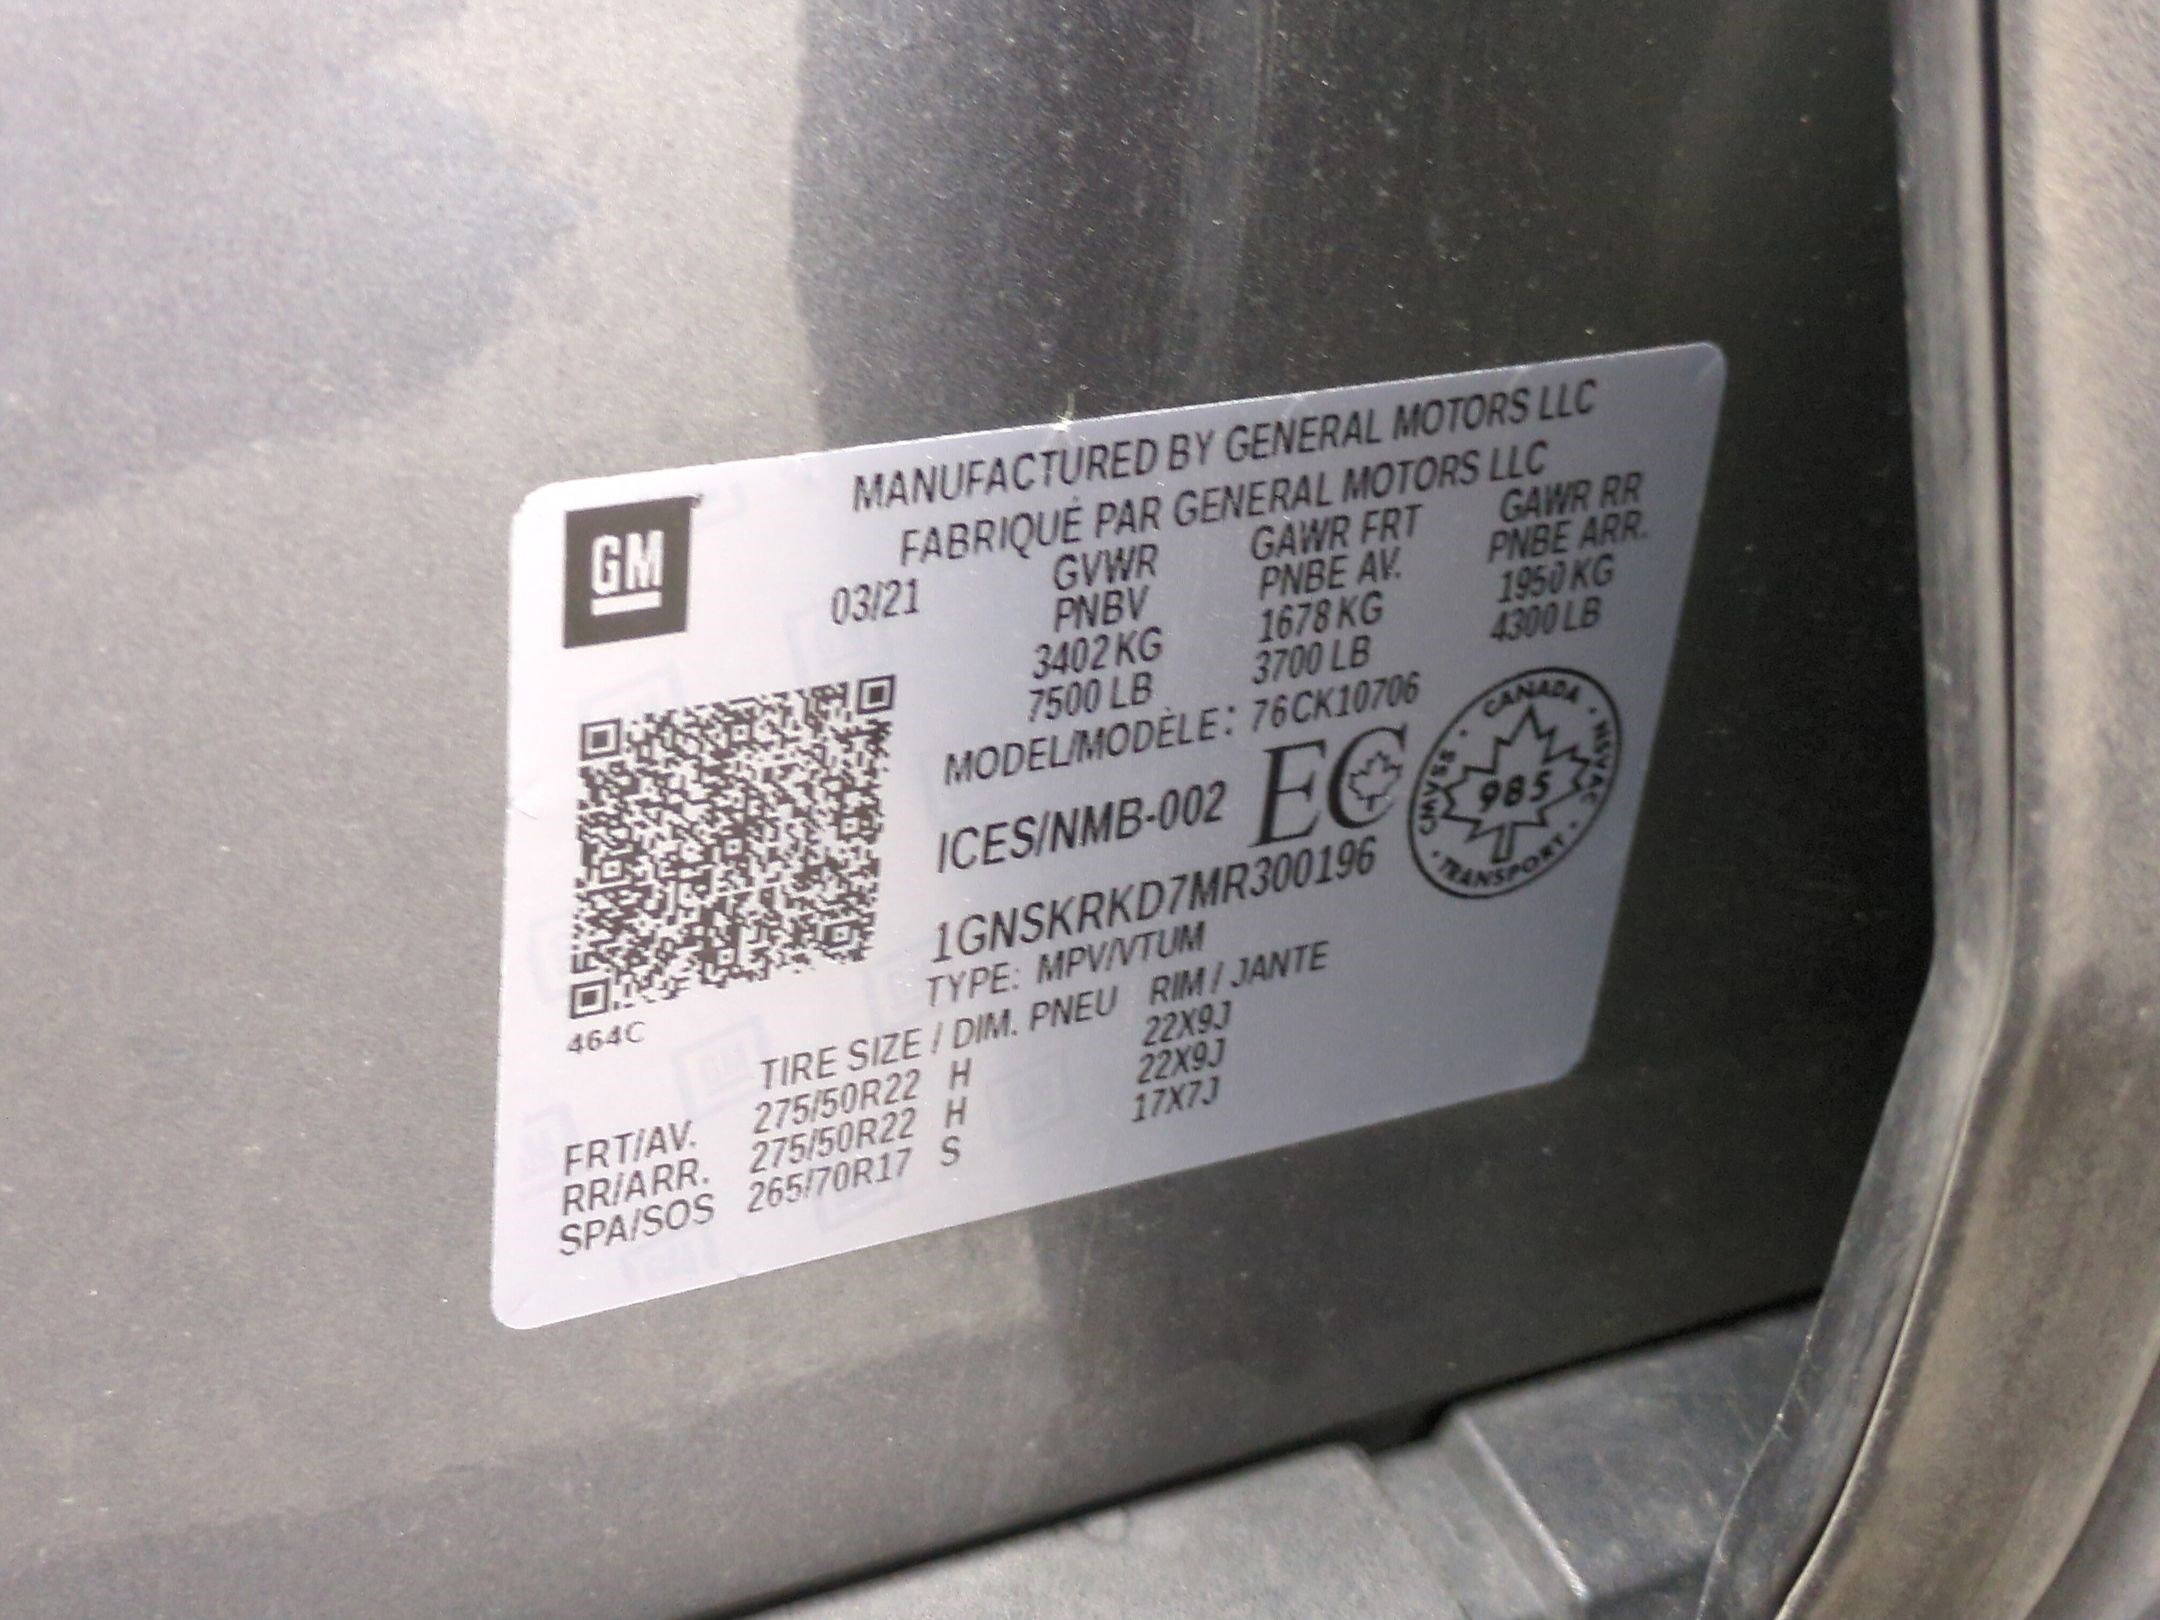 MANUFACTURED BY GENERAL MOTORS LLC
FABRIQUÉ PAR GENERAL MOTORS LLC
GM
03/21
GVWR
PNBV
3402 KG
7500 LB
GAWR FRT
PNBE AV.
1678 KG
3700 LB
GAWR RR
PNBE ARR.
1950 KG
4300 LB
MODEL/MODÈLE: 76CK10706
ICES/NMB-002
EC
CANADA · NSVAC · TRANSPORT · CMVSS ·
985
1GNSKRKD7MR300196
TYPE: MPV/VTUM
464C
TIRE SIZE / DIM. PNEU RIM / JANTE
FRT/AV. 275/50R22 H 22X9J
RR/ARR. 275/50R22 H 22X9J
SPA/SOS 265/70R17 S 17X7J